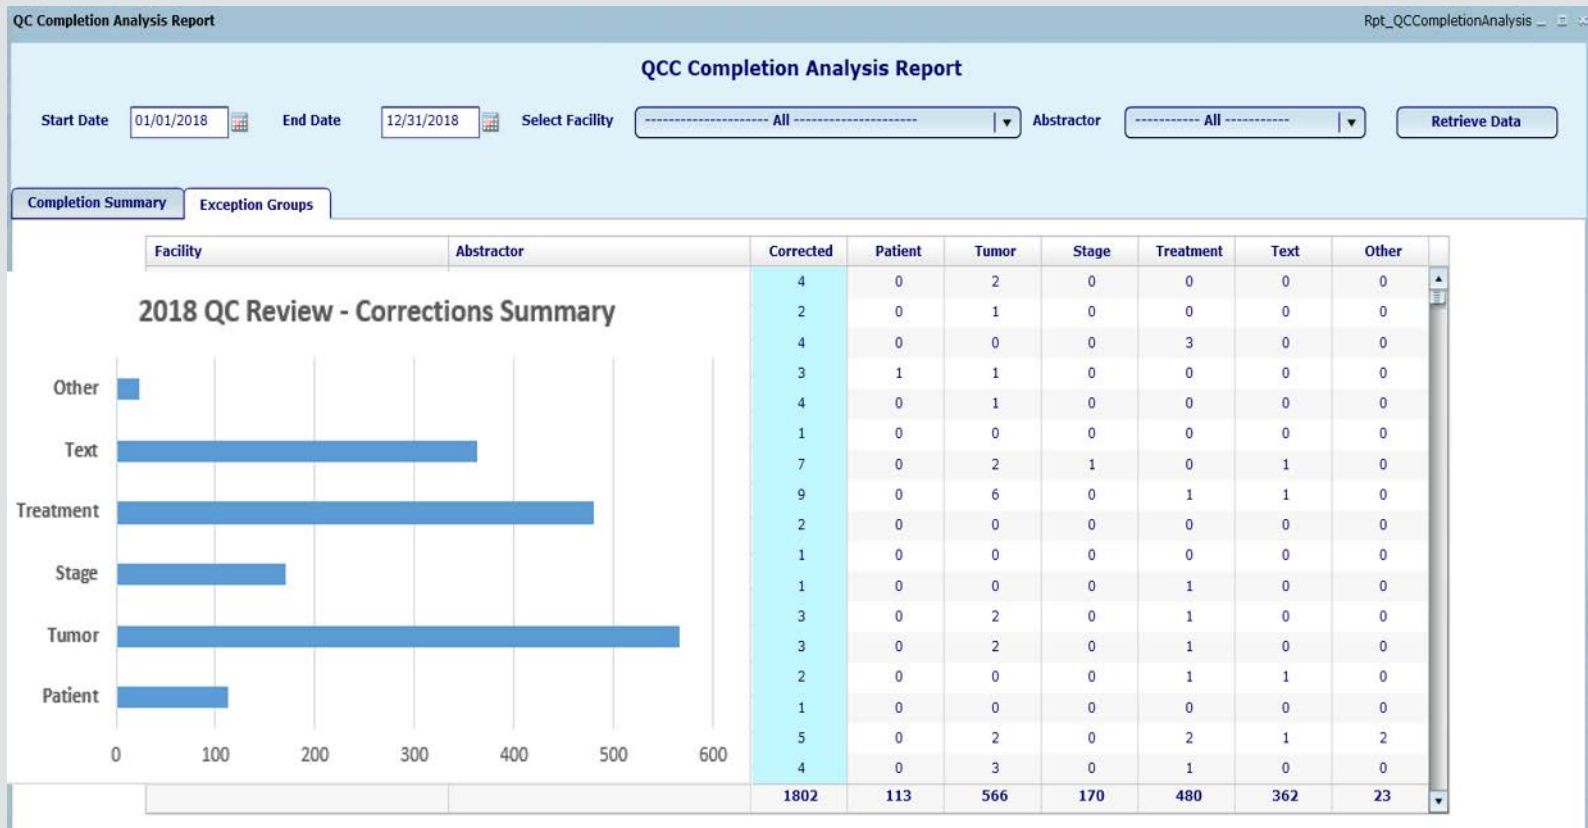 QC Completion Analysis Report Rpt_QCCompletionAnalysis
QCC Completion Analysis Report
Start Date 01/01/2018 End Date 12/31/2018 Select Facility --------------------- All --------------------- Abstractor ----------- All ----------- Retrieve Data
Completion Summary Exception Groups
Facility Abstractor Corrected Patient Tumor Stage Treatment Text Other
4 0 2 0 0 0 0
2 0 1 0 0 0 0
4 0 0 0 3 0 0
3 1 1 0 0 0 0
4 0 1 0 0 0 0
1 0 0 0 0 0 0
7 0 2 1 0 1 0
9 0 6 0 1 1 0
2 0 0 0 0 0 0
1 0 0 0 0 0 0
1 0 0 0 1 0 0
3 0 2 0 1 0 0
3 0 2 0 1 0 0
2 0 0 0 1 1 0
1 0 0 0 0 0 0
5 0 2 0 2 1 2
4 0 3 0 1 0 0
1802 113 566 170 480 362 23
2018 QC Review - Corrections Summary
Other
Text
Treatment
Stage
Tumor
Patient
0 100 200 300 400 500 600